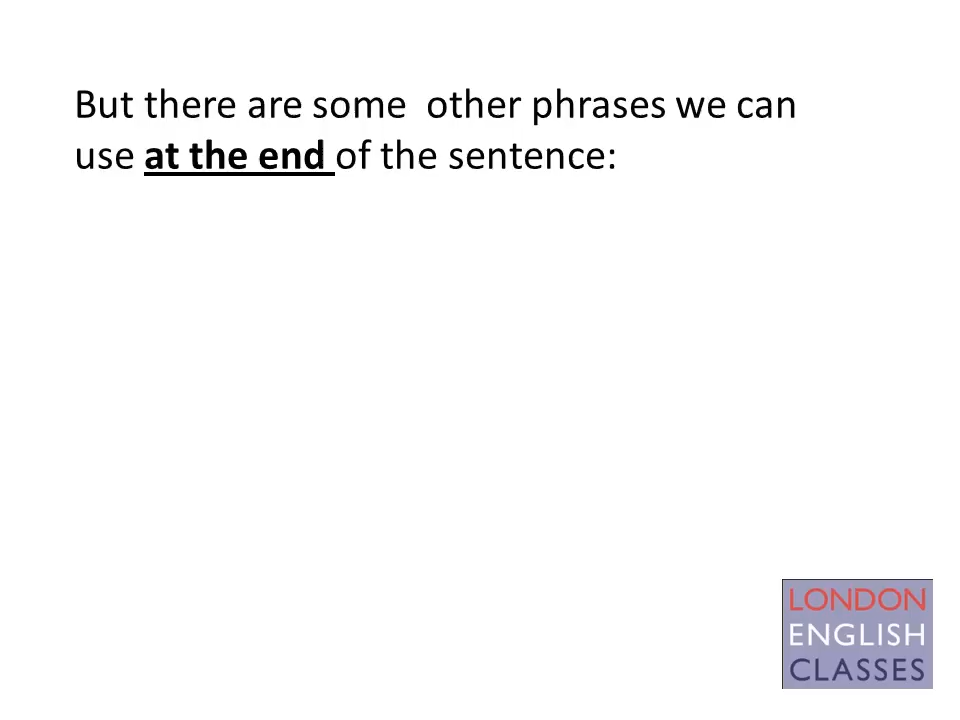 But there are some  other phrases we can
use at the end of the sentence:
LONDON
ENGLISH
CLASSES